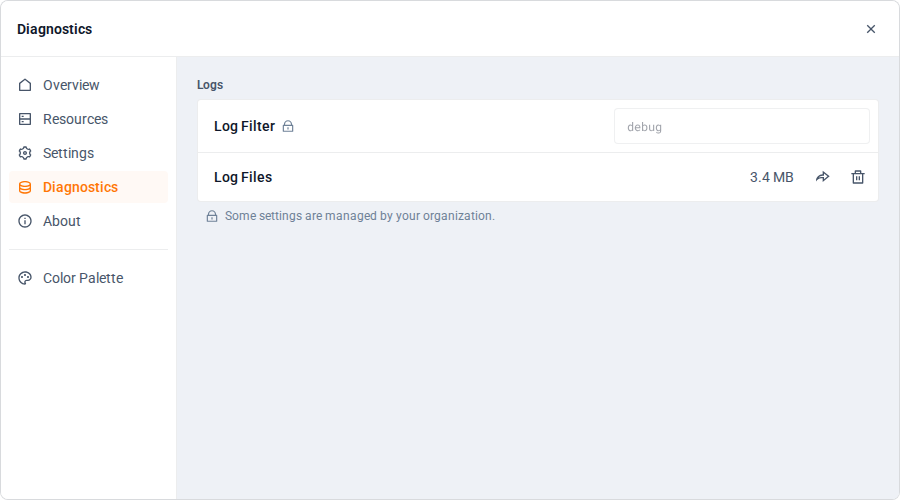 Diagnostics
Overview
Resources
Settings
Diagnostics
About
Color Palette
Logs
Log Filter
debug
Log Files
3.4 MB
Some settings are managed by your organization.